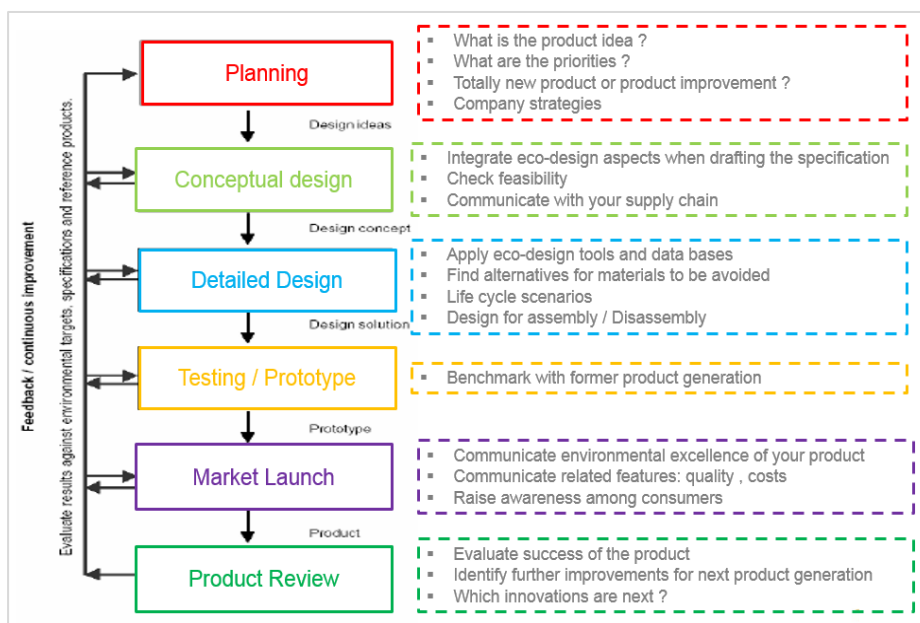 Feedback / continuous improvement
Evaluate results against environmental targets, specifications and reference products.
Planning
▪ What is the product idea ?
▪ What are the priorities ?
▪ Totally new product or product improvement ?
▪ Company strategies
Design ideas
Conceptual design
▪ Integrate eco-design aspects when drafting the specification
▪ Check feasibility
▪ Communicate with your supply chain
Design concept
Detailed Design
▪ Apply eco-design tools and data bases
▪ Find alternatives for materials to be avoided
▪ Life cycle scenarios
▪ Design for assembly / Disassembly
Design solution
Testing / Prototype
▪ Benchmark with former product generation
Prototype
Market Launch
▪ Communicate environmental excellence of your product
▪ Communicate related features: quality , costs
▪ Raise awareness among consumers
Product
Product Review
▪ Evaluate success of the product
▪ Identify further improvements for next product generation
▪ Which innovations are next ?